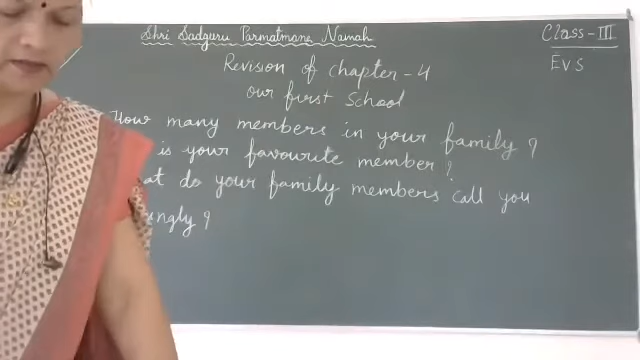 Shri Sadguru Parmatmane Namah
Class-III
EVS
Revision of chapter-4
our first School
How many members in your family ?
is your favourite member ?
at do your family members call you
ngly ?